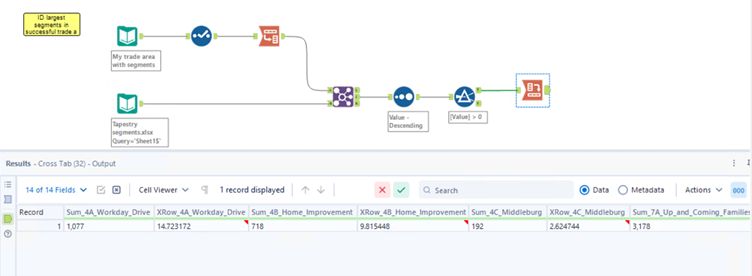 ID largest
segments in
successful trade a
My trade area
with segments
Tapestry
segments.xlsx
Query='Sheet1$'
Value -
Descending
[Value] > 0
Results - Cross Tab (32) - Output
14 of 14 Fields Cell Viewer 1 record displayed Search Data Metadata Actions 000
Record Sum_4A_Workday_Drive XRow_4A_Workday_Drive Sum_4B_Home_Improvement XRow_4B_Home_Improvement Sum_4C_Middleburg XRow_4C_Middleburg Sum_7A_Up_and_Coming_Families
1 1,077 14.723172 718 9.815448 192 2.624744 3,178